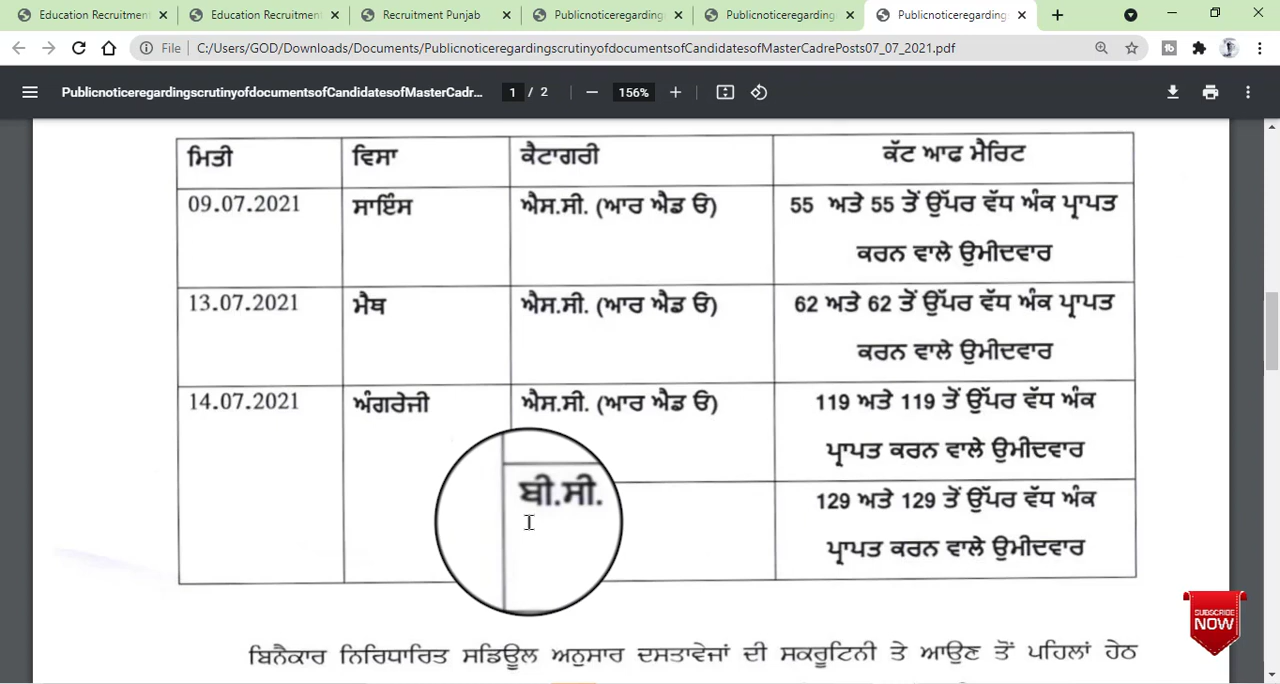 Education Recruitment
Education Recruitment
Recruitment Punjab
Publicnoticeregarding
Publicnoticeregarding
Publicnoticeregarding
File
C:/Users/GOD/Downloads/Documents/PublicnoticeregardingscrutinyofdocumentsofCandidatesofMasterCadrePosts07_07_2021.pdf
PublicnoticeregardingscrutinyofdocumentsofCandidatesofMasterCadr...
1 / 2
156%
ਮਿਤੀ ਵਿਸਾ ਕੈਟਾਗਰੀ ਕੱਟ ਆਫ ਮੈਰਿਟ
09.07.2021 ਸਾਇੰਸ ਐਸ.ਸੀ. (ਆਰ ਐਡ ਓ) 55 ਅਤੇ 55 ਤੋਂ ਉੱਪਰ ਵੱਧ ਅੰਕ ਪ੍ਰਾਪਤ
ਕਰਨ ਵਾਲੇ ਉਮੀਦਵਾਰ
13.07.2021 ਮੈਥ ਐਸ.ਸੀ. (ਆਰ ਐਡ ਓ) 62 ਅਤੇ 62 ਤੋਂ ਉੱਪਰ ਵੱਧ ਅੰਕ ਪ੍ਰਾਪਤ
ਕਰਨ ਵਾਲੇ ਉਮੀਦਵਾਰ
14.07.2021 ਅੰਗਰੇਜੀ ਐਸ.ਸੀ. (ਆਰ ਐਡ ਓ) 119 ਅਤੇ 119 ਤੋਂ ਉੱਪਰ ਵੱਧ ਅੰਕ
ਪ੍ਰਾਪਤ ਕਰਨ ਵਾਲੇ ਉਮੀਦਵਾਰ
ਬੀ.ਸੀ. 129 ਅਤੇ 129 ਤੋਂ ਉੱਪਰ ਵੱਧ ਅੰਕ
ਪ੍ਰਾਪਤ ਕਰਨ ਵਾਲੇ ਉਮੀਦਵਾਰ
SUBSCRIBE
NOW
ਬਿਨੈਕਾਰ ਨਿਰਿਧਾਰਿਤ ਸਡਿਊਲ ਅਨੁਸਾਰ ਦਸਤਾਵੇਜਾਂ ਦੀ ਸਕਰੂਟਿਨੀ ਤੇ ਆਉਣ ਤੋਂ ਪਹਿਲਾਂ ਹੇਠ